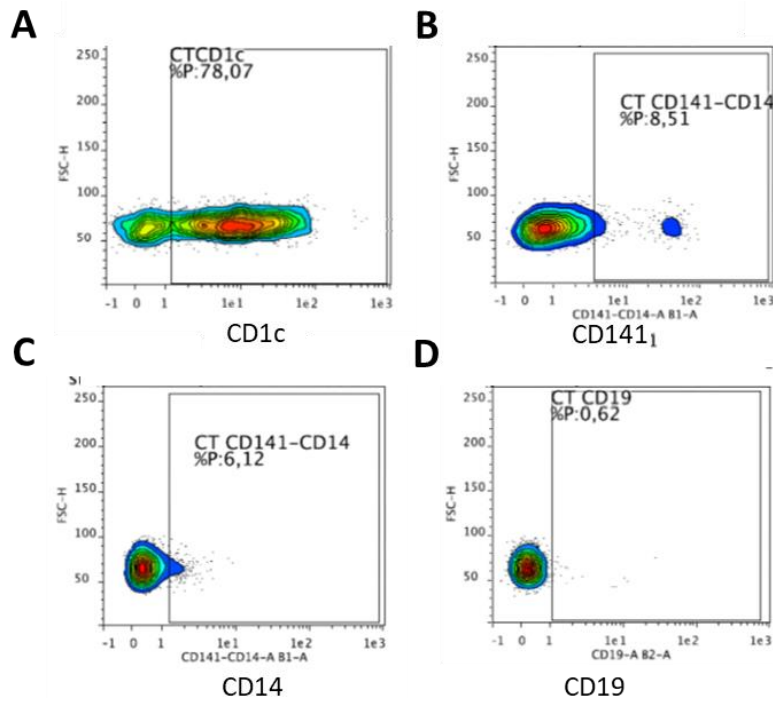 A
CTCD1c
%P:78,07
250
200
150
100
50
FSC-H
-1 0 1 1e1 1e2 1e3
CD1c
B
CT CD141-CD14
%P:8,51
250
200
150
100
50
FSC-H
-1 0 1 1e1 1e2 1e3
CD141-CD14-A B1-A
CD141₁
C
CT CD141-CD14
%P:6,12
250
200
150
100
50
FSC-H
-1 0 1 1e1 1e2 1e3
CD141-CD14-A B1-A
CD14
D
CT CD19
%P:0,62
250
200
150
100
50
FSC-H
-1 0 1 1e1 1e2 1e3
CD19-A B2-A
CD19